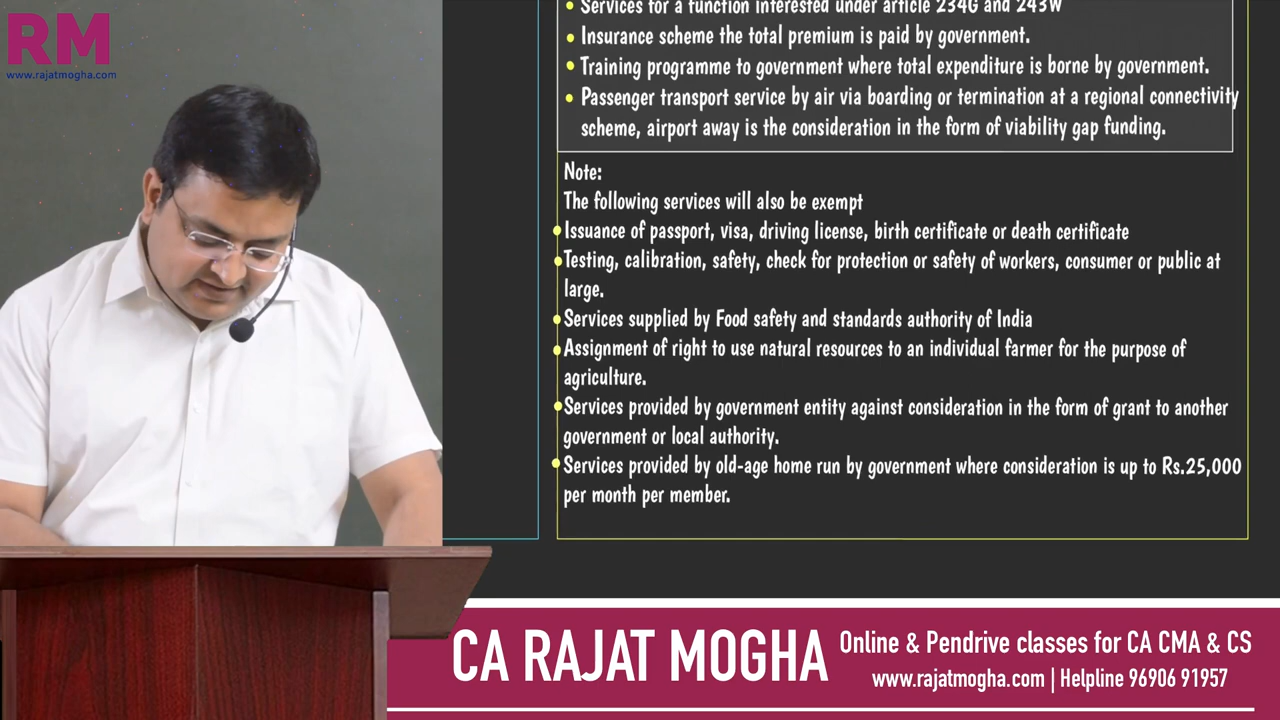 RM
www.rajatmogha.com
Services for a function interested under article 234G and 243W
Insurance scheme the total premium is paid by government.
Training programme to government where total expenditure is borne by government.
Passenger transport service by air via boarding or termination at a regional connectivity
scheme, airport away is the consideration in the form of viability gap funding.
Note:
The following services will also be exempt
Issuance of passport, visa, driving license, birth certificate or death certificate
Testing, calibration, safety, check for protection or safety of workers, consumer or public at
large.
Services supplied by Food safety and standards authority of India
Assignment of right to use natural resources to an individual farmer for the purpose of
agriculture.
Services provided by government entity against consideration in the form of grant to another
government or local authority.
Services provided by old-age home run by government where consideration is up to Rs.25,000
per month per member.
CA RAJAT MOGHA
Online & Pendrive classes for CA CMA & CS
www.rajatmogha.com | Helpline 96906 91957